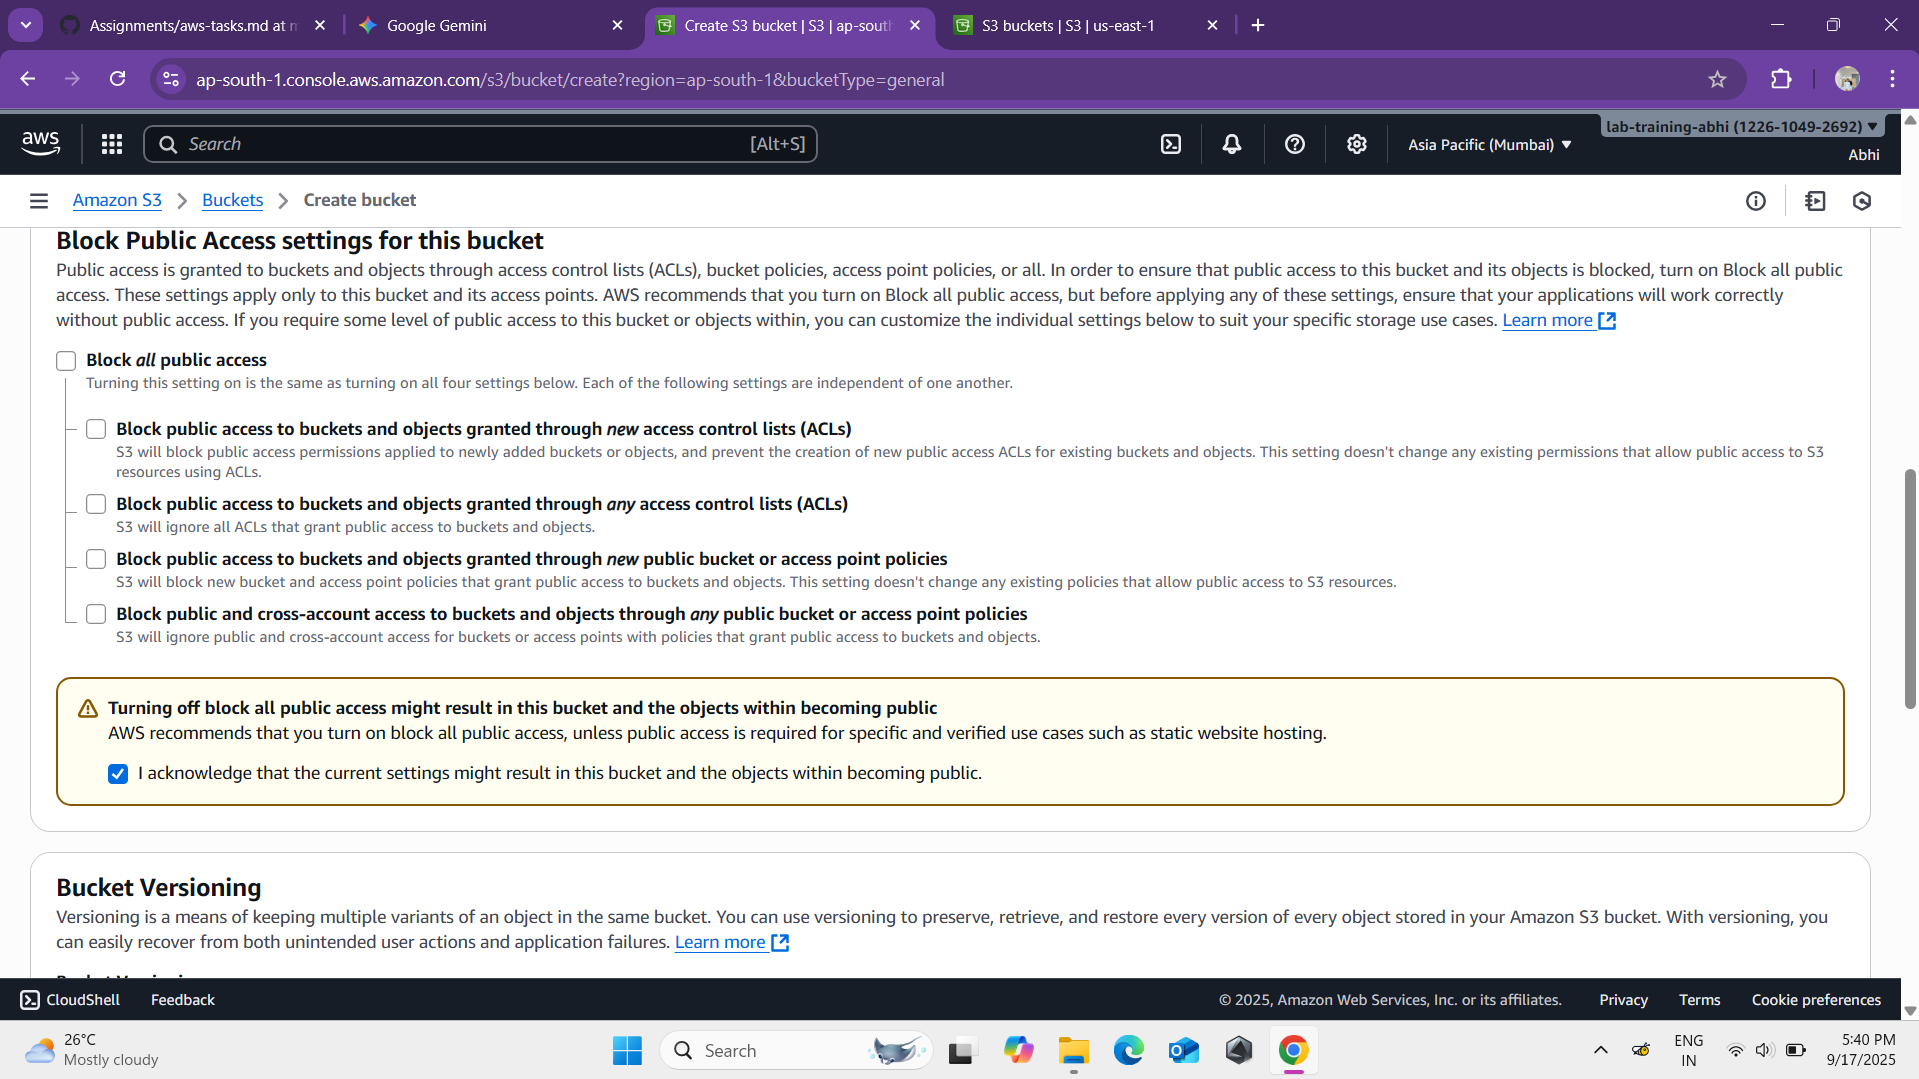 Assignments/aws-tasks.md at m
Google Gemini
Create S3 bucket | S3 | ap-sout
S3 buckets | S3 | us-east-1
ap-south-1.console.aws.amazon.com/s3/bucket/create?region=ap-south-1&bucketType=general
aws
Search
[Alt+S]
Asia Pacific (Mumbai)
lab-training-abhi (1226-1049-2692)
Abhi
Amazon S3
Buckets
Create bucket
Block Public Access settings for this bucket
Public access is granted to buckets and objects through access control lists (ACLs), bucket policies, access point policies, or all. In order to ensure that public access to this bucket and its objects is blocked, turn on Block all public
access. These settings apply only to this bucket and its access points. AWS recommends that you turn on Block all public access, but before applying any of these settings, ensure that your applications will work correctly
without public access. If you require some level of public access to this bucket or objects within, you can customize the individual settings below to suit your specific storage use cases. Learn more
Block all public access
Turning this setting on is the same as turning on all four settings below. Each of the following settings are independent of one another.
Block public access to buckets and objects granted through new access control lists (ACLs)
S3 will block public access permissions applied to newly added buckets or objects, and prevent the creation of new public access ACLs for existing buckets and objects. This setting doesn't change any existing permissions that allow public access to S3
resources using ACLs.
Block public access to buckets and objects granted through any access control lists (ACLs)
S3 will ignore all ACLs that grant public access to buckets and objects.
Block public access to buckets and objects granted through new public bucket or access point policies
S3 will block new bucket and access point policies that grant public access to buckets and objects. This setting doesn't change any existing policies that allow public access to S3 resources.
Block public and cross-account access to buckets and objects through any public bucket or access point policies
S3 will ignore public and cross-account access for buckets or access points with policies that grant public access to buckets and objects.
Turning off block all public access might result in this bucket and the objects within becoming public
AWS recommends that you turn on block all public access, unless public access is required for specific and verified use cases such as static website hosting.
I acknowledge that the current settings might result in this bucket and the objects within becoming public.
Bucket Versioning
Versioning is a means of keeping multiple variants of an object in the same bucket. You can use versioning to preserve, retrieve, and restore every version of every object stored in your Amazon S3 bucket. With versioning, you
can easily recover from both unintended user actions and application failures. Learn more
CloudShell
Feedback
© 2025, Amazon Web Services, Inc. or its affiliates.
Privacy
Terms
Cookie preferences
26°C
Mostly cloudy
Search
ENG
IN
5:40 PM
9/17/2025